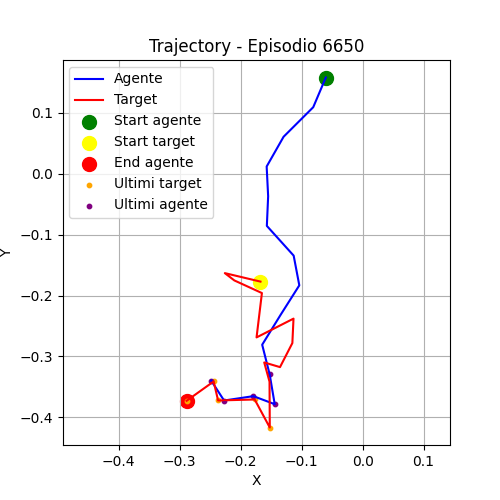 Trajectory - Episodio 6650
Agente
Target
Start agente
Start target
End agente
Ultimi target
Ultimi agente
0.1
0.0
−0.1
−0.2
−0.3
−0.4
Y
−0.4
−0.3
−0.2
−0.1
0.0
0.1
X